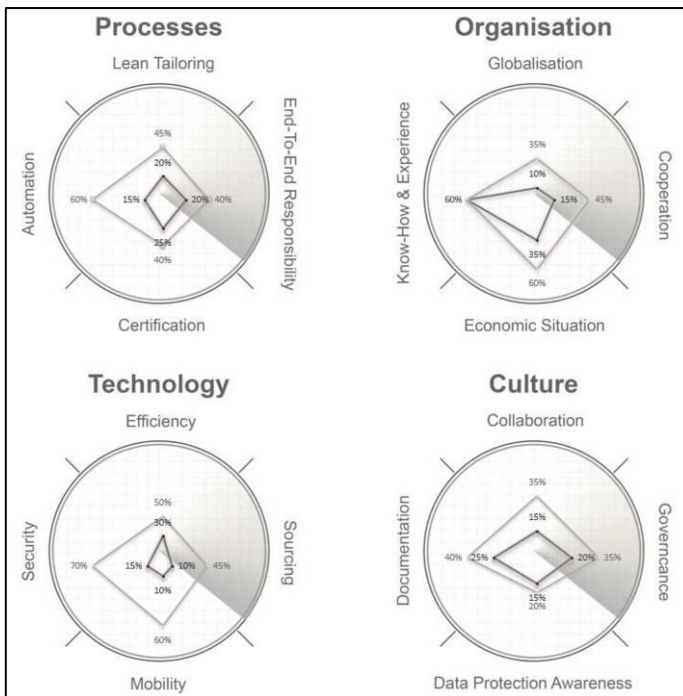 Processes
Lean Tailoring
End-To-End Responsibility
Automation
45%
20%
60%
15%
20%
40%
25%
40%
Certification
Organisation
Globalisation
Know-How & Experience
Cooperation
35%
10%
60%
15%
45%
35%
60%
Economic Situation
Technology
Efficiency
Security
Sourcing
50%
30%
70%
15%
10%
45%
10%
60%
Mobility
Culture
Collaboration
Documentation
Governcance
35%
15%
40%
25%
20%
35%
15%
20%
Data Protection Awareness